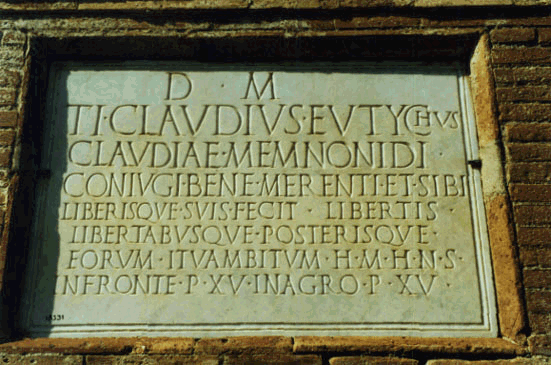 D · M
TI·CLAVDIVS·EVTYCHVS
CLAVDIAE·MEMNONIDI
CONIVGI·BENE·MERENTI·ET·SIBI
LIBERISQVE·SVIS·FECIT · LIBERTIS ·
LIBERTABVSQVE·POSTERISQVE·
FORVM·ITVAMBITVM·H·M·H·N·S·
INFRONTE·P·XV·INAGRO·P·XV·